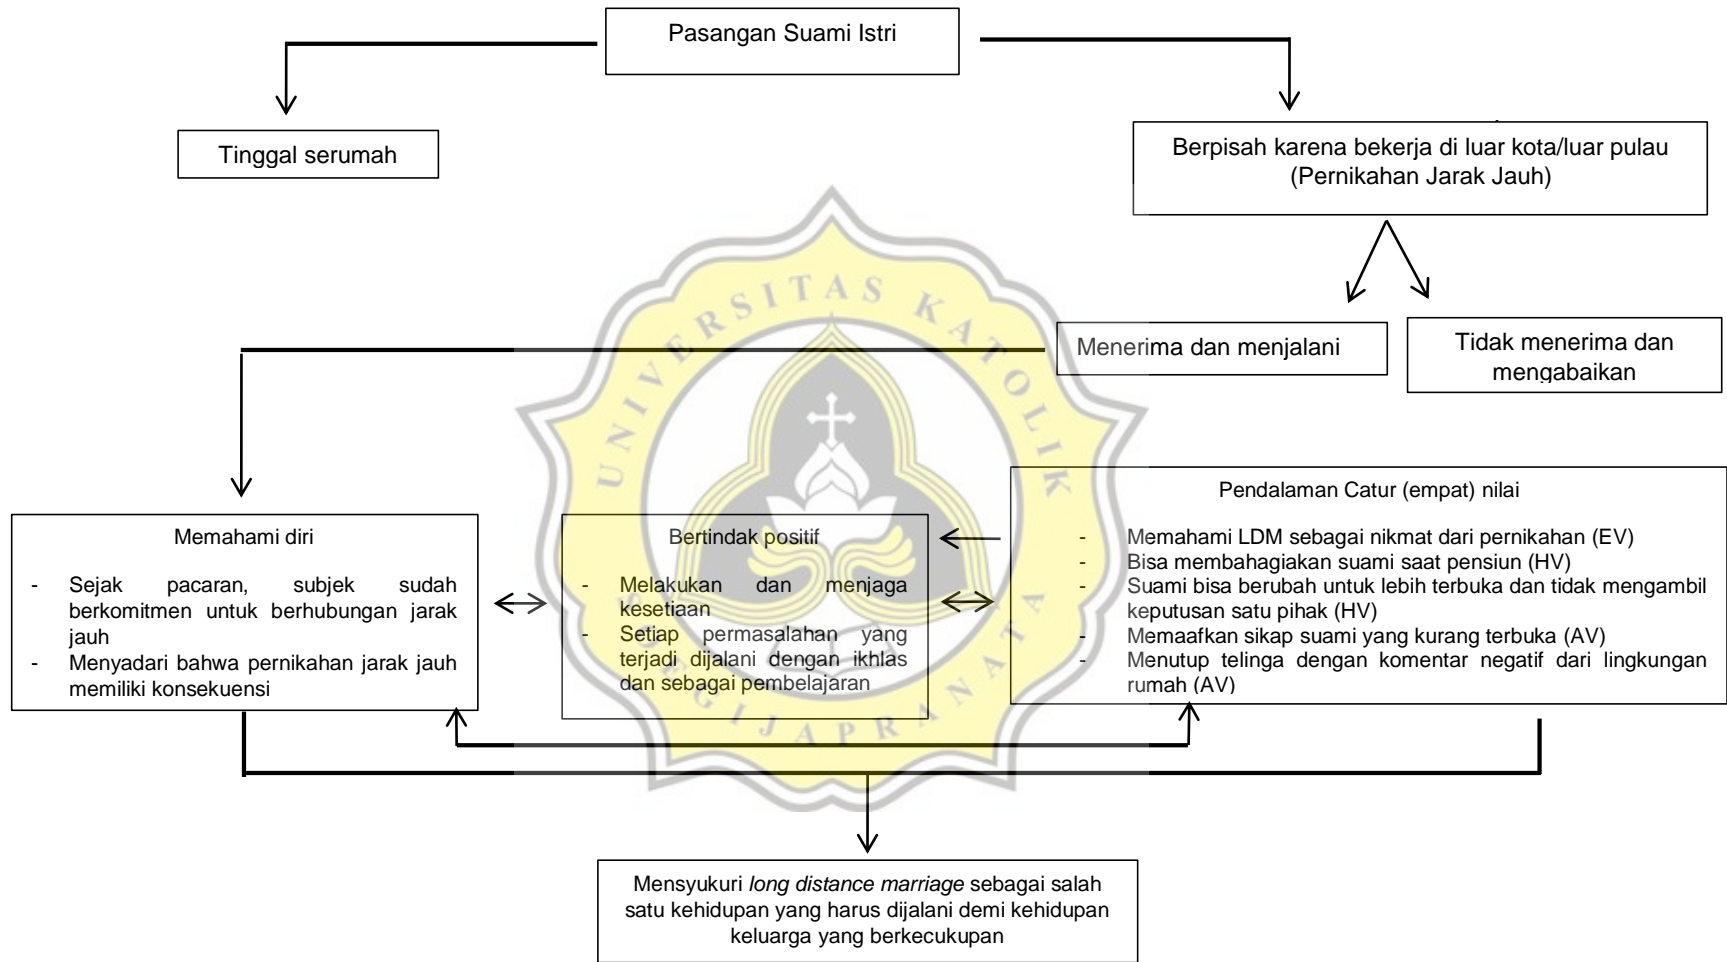 Pasangan Suami Istri
Tinggal serumah
Berpisah karena bekerja di luar kota/luar pulau
(Pernikahan Jarak Jauh)
Menerima dan menjalani
Tidak menerima dan
mengabaikan
Memahami diri
- Sejak pacaran, subjek sudah
berkomitmen untuk berhubungan jarak
jauh
- Menyadari bahwa pernikahan jarak jauh
memiliki konsekuensi
Bertindak positif
- Melakukan dan menjaga
kesetiaan
- Setiap permasalahan yang
terjadi dijalani dengan ikhlas
dan sebagai pembelajaran
Pendalaman Catur (empat) nilai
- Memahami LDM sebagai nikmat dari pernikahan (EV)
- Bisa membahagiakan suami saat pensiun (HV)
- Suami bisa berubah untuk lebih terbuka dan tidak mengambil
keputusan satu pihak (HV)
- Memaafkan sikap suami yang kurang terbuka (AV)
- Menutup telinga dengan komentar negatif dari lingkungan
rumah (AV)
Mensyukuri long distance marriage sebagai salah
satu kehidupan yang harus dijalani demi kehidupan
keluarga yang berkecukupan
UNIVERSITAS KATOLIK
SOEGIJAPRANATA